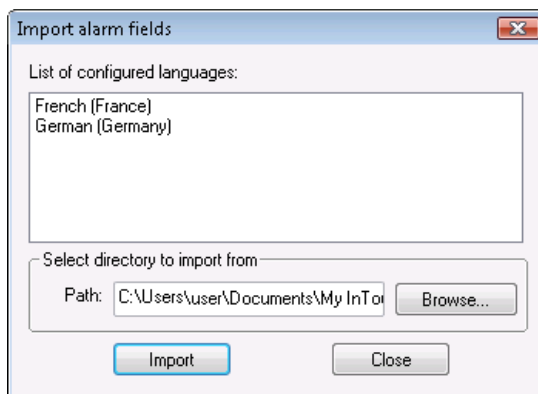 Import alarm fields
List of configured languages:
French (France)
German (Germany)
Select directory to import from
Path: C:\Users\user\Documents\My InTou Browse...
Import Close